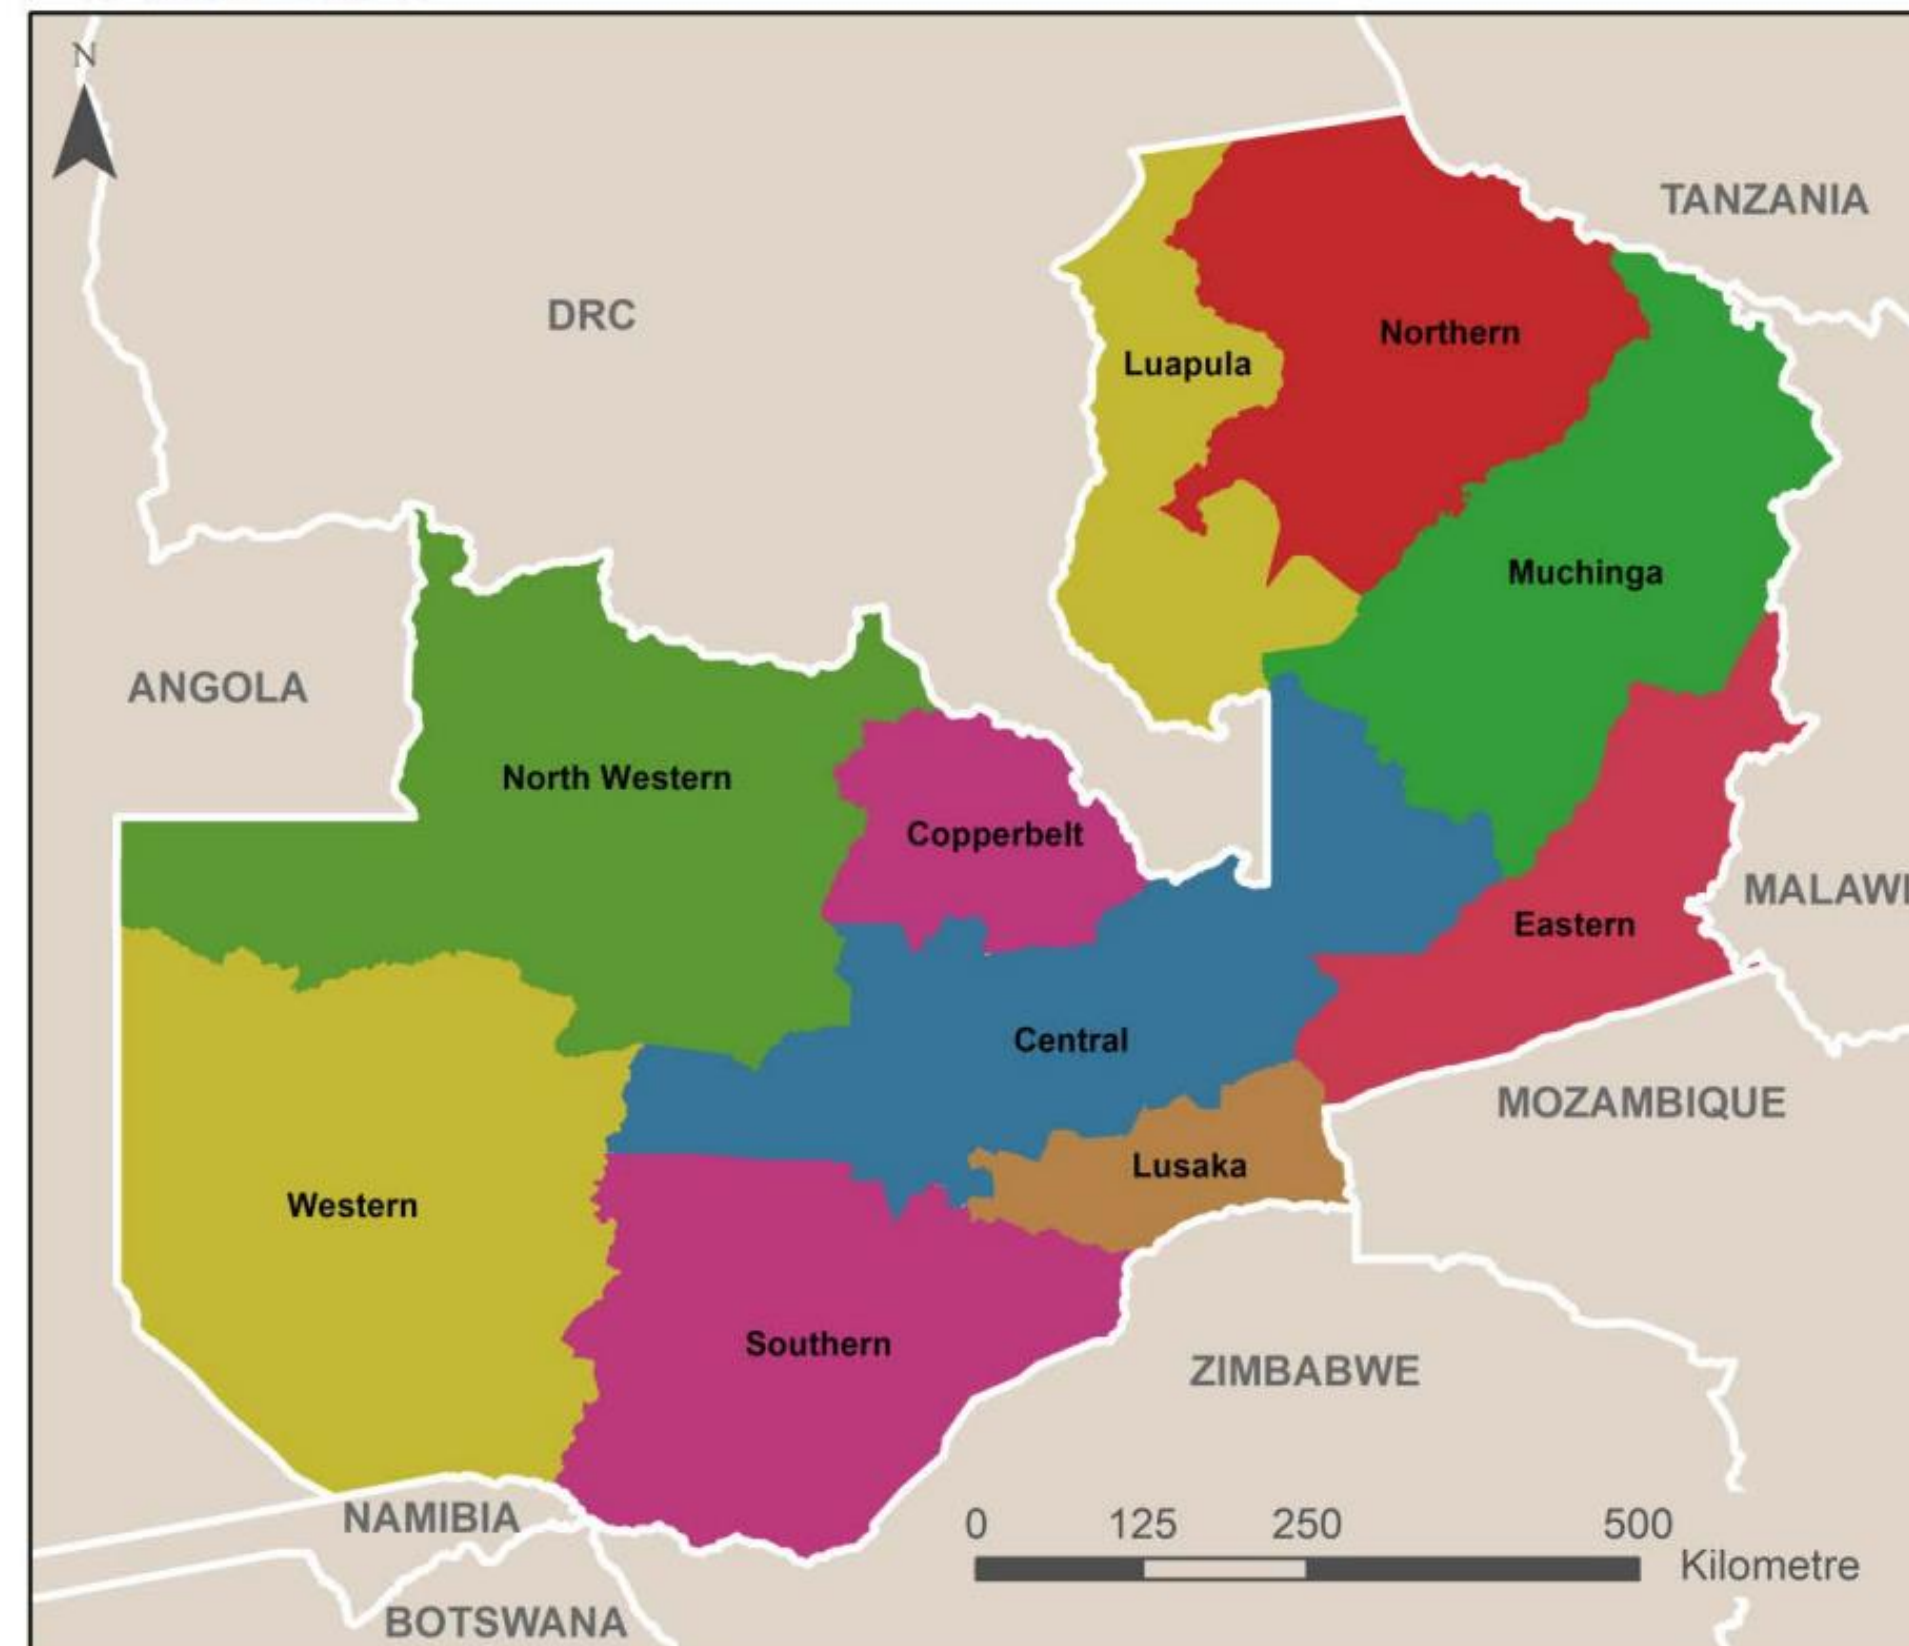 N
TANZANIA
DRC
Northern
Luapula
Muchinga
ANGOLA
North Western
Copperbelt
MALAWI
Eastern
Central
MOZAMBIQUE
Lusaka
Western
Southern
ZIMBABWE
NAMIBIA
0 125 250 500
Kilometre
BOTSWANA